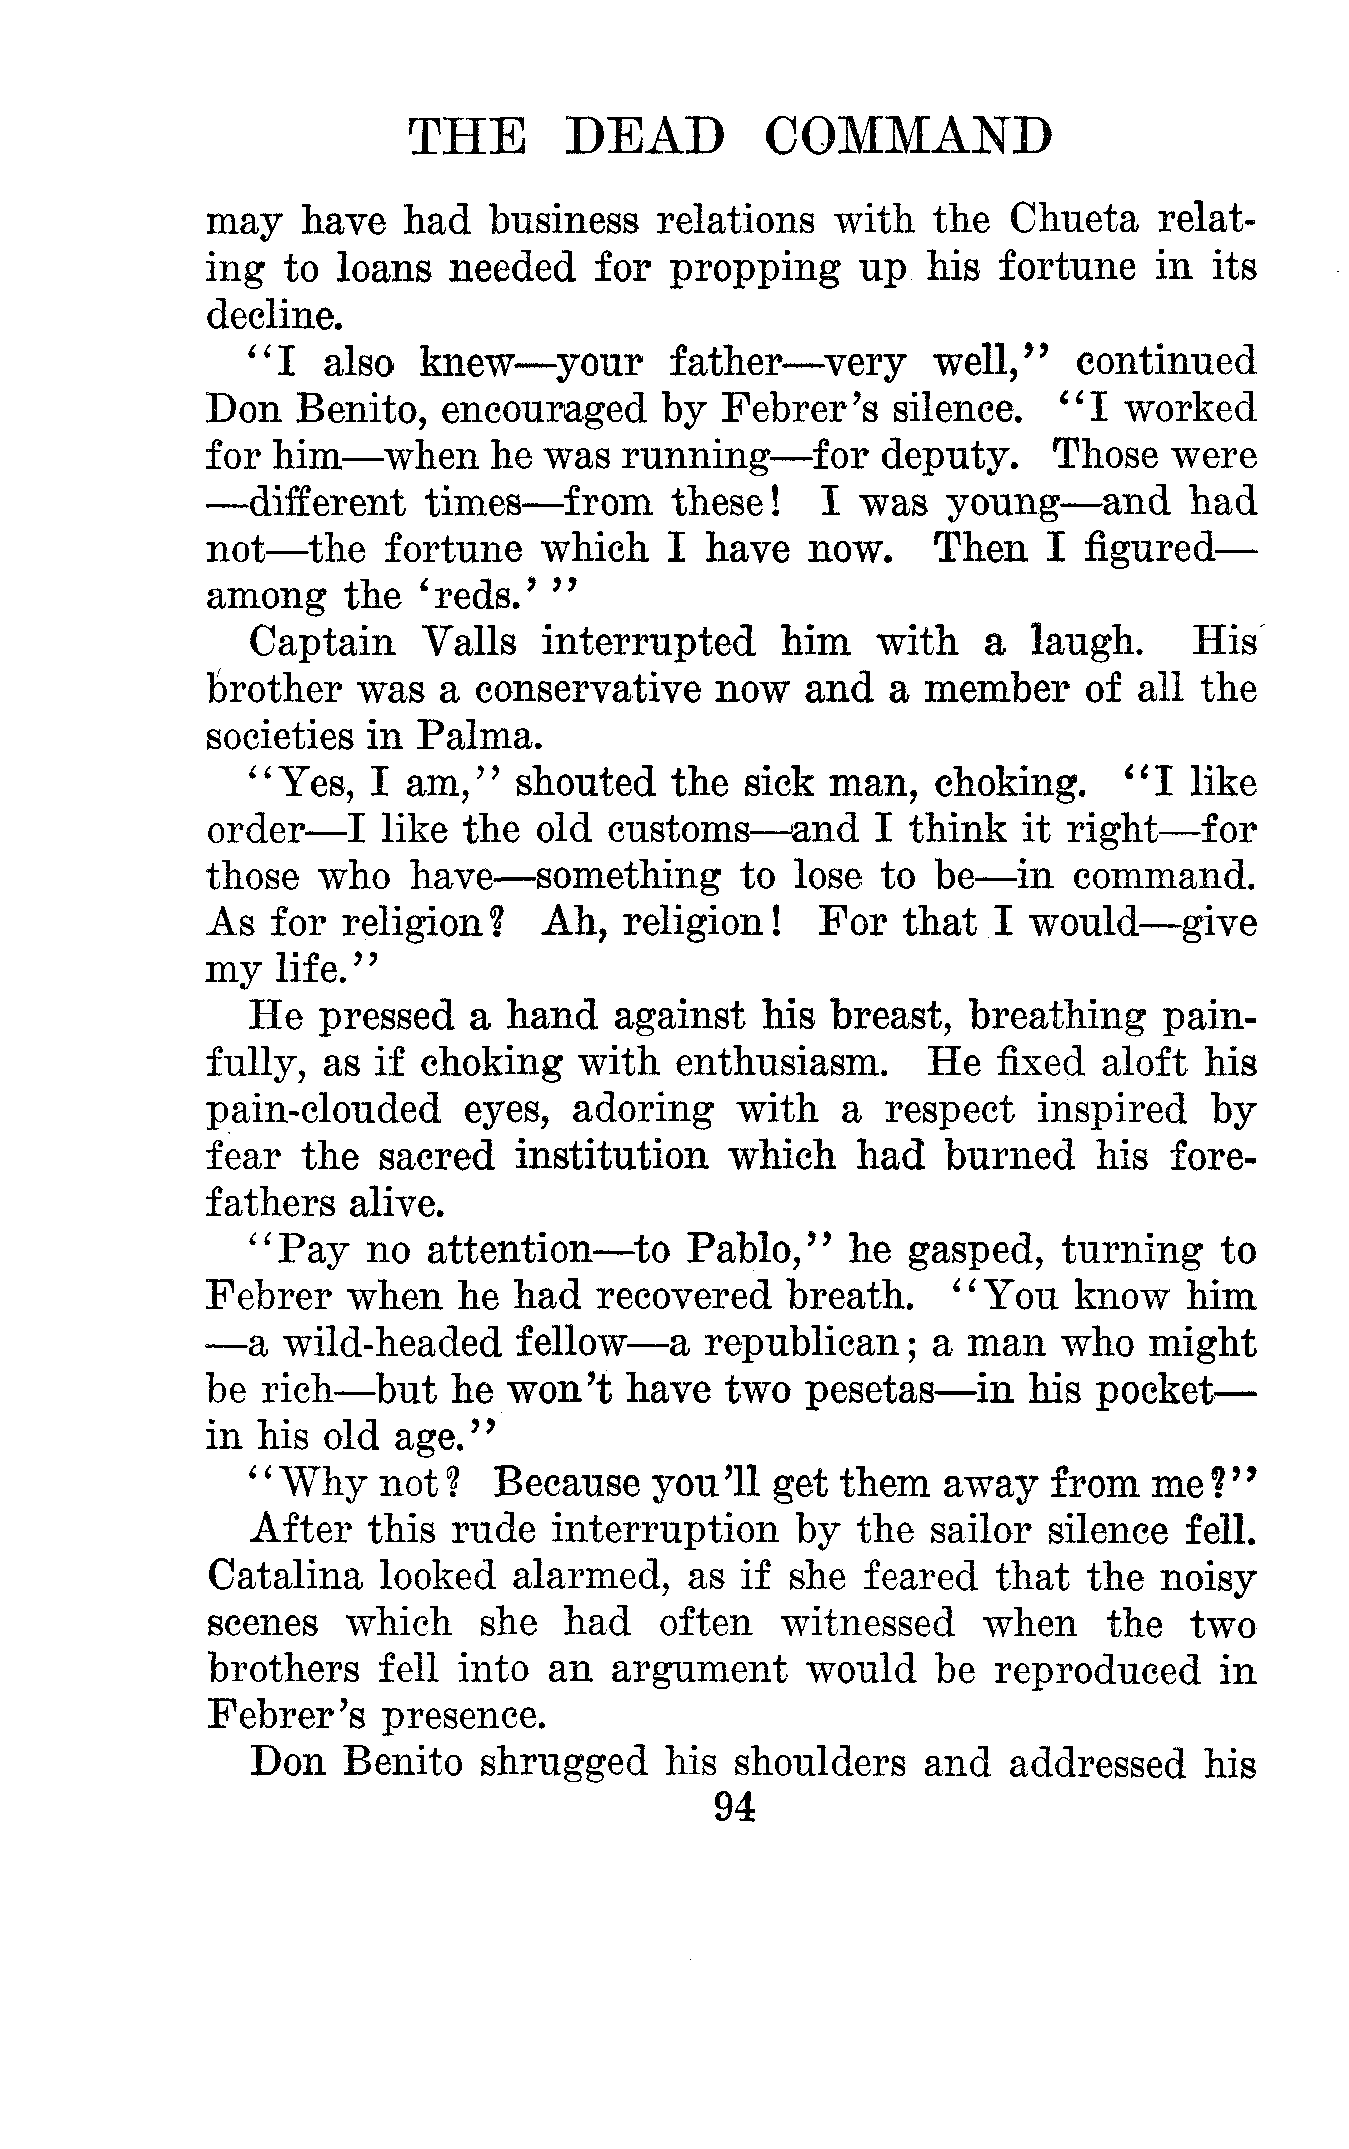 THE DEAD COMMAND
may have had business relations with the Chueta relat-
ing to loans needed for propping up his fortune in its
decline.
"I also knew—your father—very well," continued
Don Benito, encouraged by Febrer's silence. "I worked
for him—when he was running—for deputy. Those were
—different times—from these! I was young—and had
not—the fortune which I have now. Then I figured—
among the 'reds.' "
Captain Valls interrupted him with a laugh. His
brother was a conservative now and a member of all the
societies in Palma.
"Yes, I am," shouted the sick man, choking. "I like
order—I like the old customs—and I think it right—for
those who have—something to lose to be—in command.
As for religion? Ah, religion! For that I would—give
my life."
He pressed a hand against his breast, breathing pain-
fully, as if choking with enthusiasm. He fixed aloft his
pain-clouded eyes, adoring with a respect inspired by
fear the sacred institution which had burned his fore-
fathers alive.
"Pay no attention—to Pablo," he gasped, turning to
Febrer when he had recovered breath. "You know him
—a wild-headed fellow—a republican; a man who might
be rich—but he won't have two pesetas—in his pocket—
in his old age."
"Why not? Because you'll get them away from me?"
After this rude interruption by the sailor silence fell.
Catalina looked alarmed, as if she feared that the noisy
scenes which she had often witnessed when the two
brothers fell into an argument would be reproduced in
Febrer's presence.
Don Benito shrugged his shoulders and addressed his
94